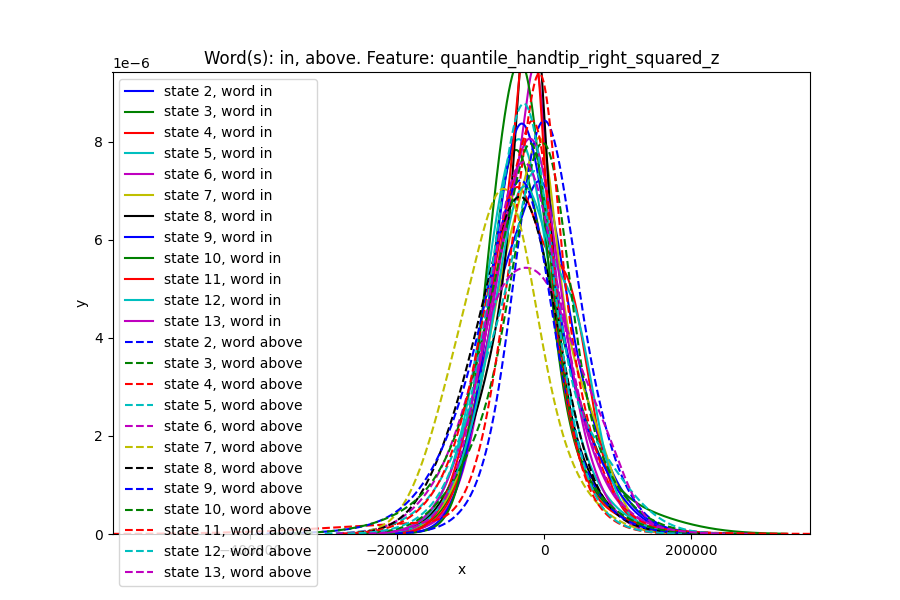 Word(s): in, above. Feature: quantile_handtip_right_squared_z
1e−6
state 2, word in
state 3, word in
state 4, word in
state 5, word in
state 6, word in
state 7, word in
state 8, word in
state 9, word in
state 10, word in
state 11, word in
state 12, word in
state 13, word in
state 2, word above
state 3, word above
state 4, word above
state 5, word above
state 6, word above
state 7, word above
state 8, word above
state 9, word above
state 10, word above
state 11, word above
state 12, word above
state 13, word above
8
6
4
2
0
y
−400000 −200000 0 200000
x